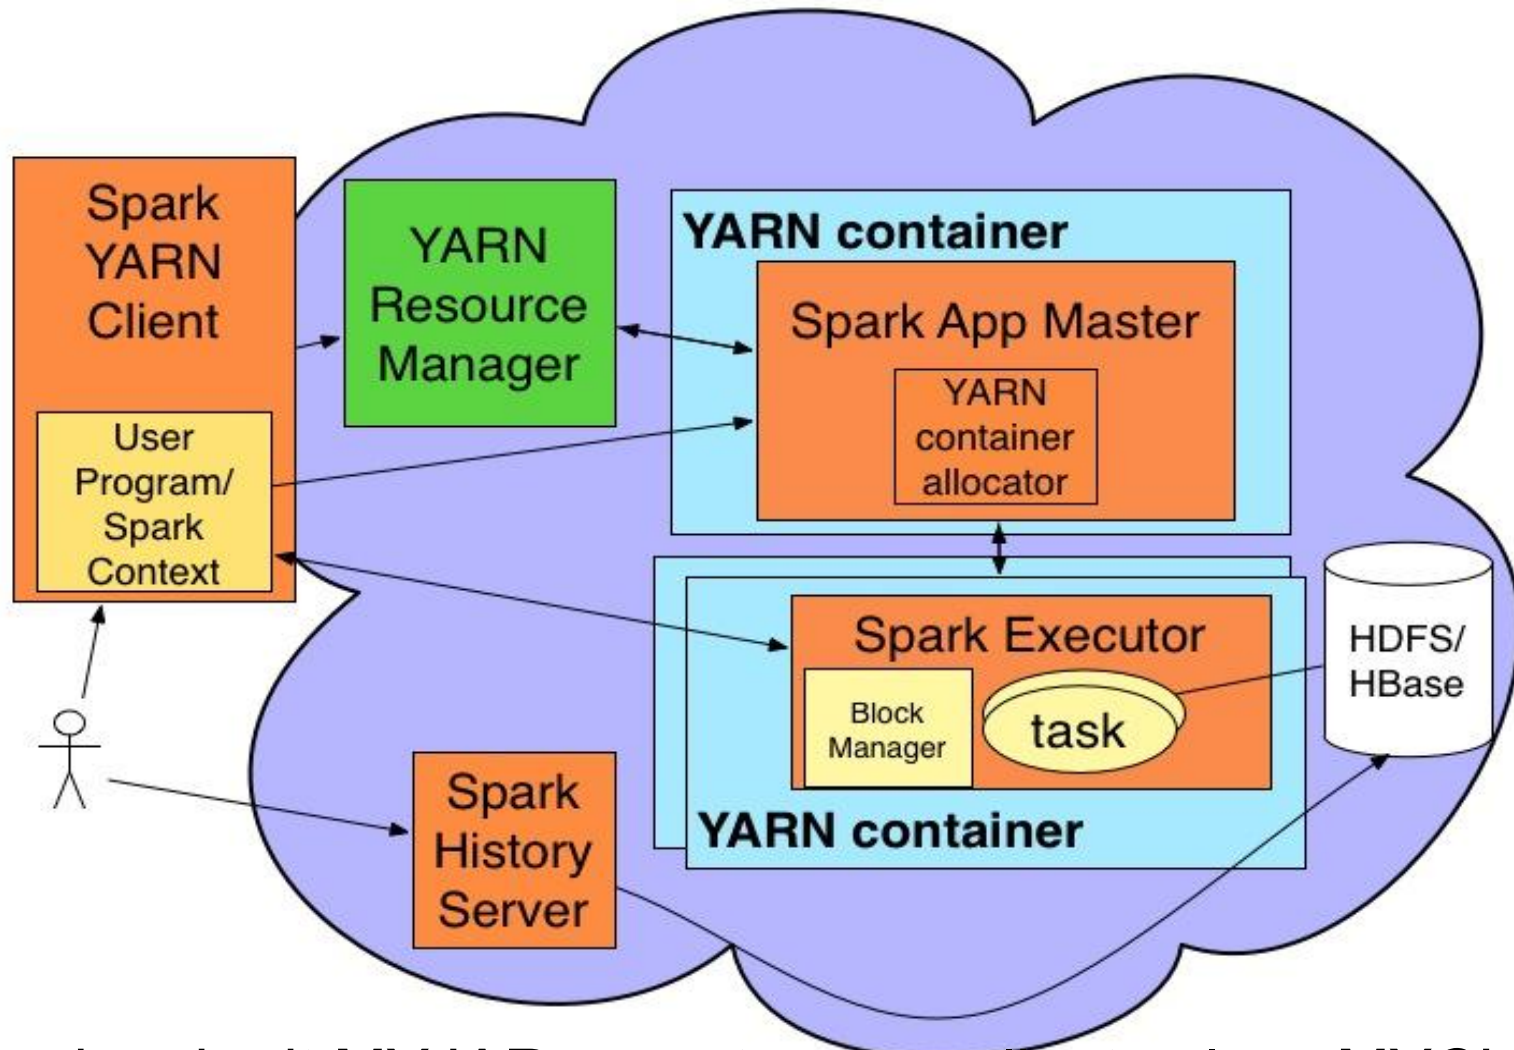 Spark
YARN
Client
User
Program/
Spark
Context
YARN
Resource
Manager
YARN container
Spark App Master
YARN
container
allocator
Spark Executor
Block
Manager
task
YARN container
HDFS/
HBase
Spark
History
Server